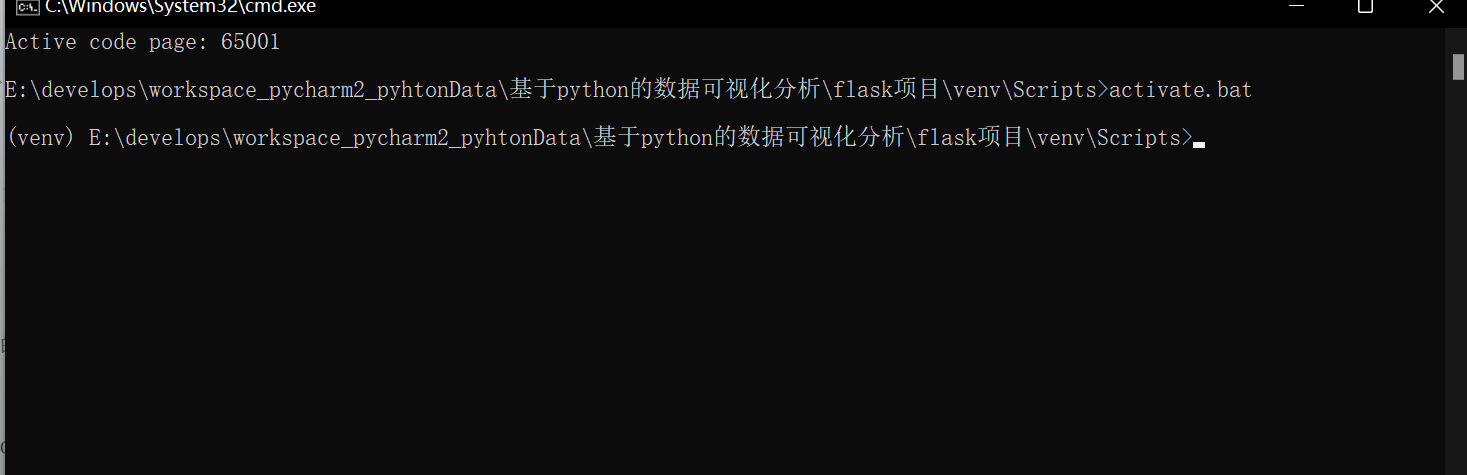 C:\Windows\System32\cmd.exe
Active code page: 65001
E:\develops\workspace_pycharm2_pyhtonData\基于python的数据可视化分析\flask项目\venv\Scripts>activate.bat
(venv) E:\develops\workspace_pycharm2_pyhtonData\基于python的数据可视化分析\flask项目\venv\Scripts>